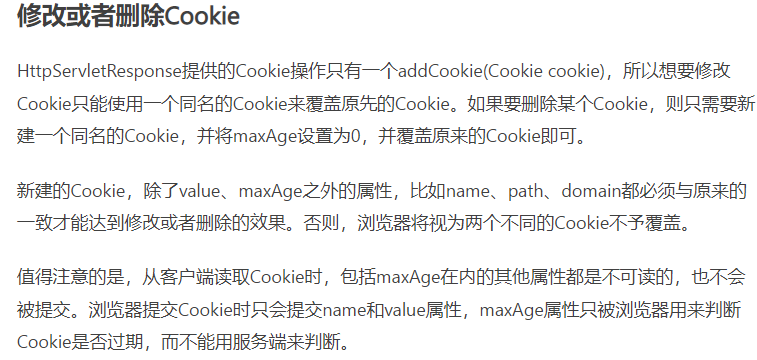 修改或者删除Cookie
HttpServletResponse提供的Cookie操作只有一个addCookie(Cookie cookie)，所以想要修改
Cookie只能使用一个同名的Cookie来覆盖原先的Cookie。如果要删除某个Cookie，则只需要新
建一个同名的Cookie，并将maxAge设置为0，并覆盖原来的Cookie即可。
新建的Cookie，除了value、maxAge之外的属性，比如name、path、domain都必须与原来的
一致才能达到修改或者删除的效果。否则，浏览器将视为两个不同的Cookie不予覆盖。
值得注意的是，从客户端读取Cookie时，包括maxAge在内的其他属性都是不可读的，也不会
被提交。浏览器提交Cookie时只会提交name和value属性，maxAge属性只被浏览器用来判断
Cookie是否过期，而不能用服务端来判断。